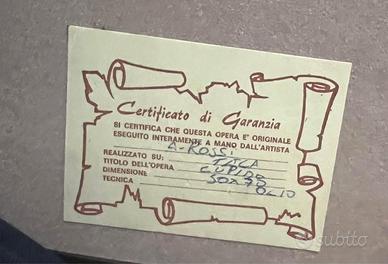 Certificato di Garanzia
SI CERTIFICA CHE QUESTA OPERA E' ORIGINALE
ESEGUITO INTERAMENTE A MANO DALL'ARTISTA
A. ROSSI
REALIZZATO SU: TELA
TITOLO DELL'OPERA CUPIDO
DIMENSIONE 50X70
TECNICA OLIO
subito